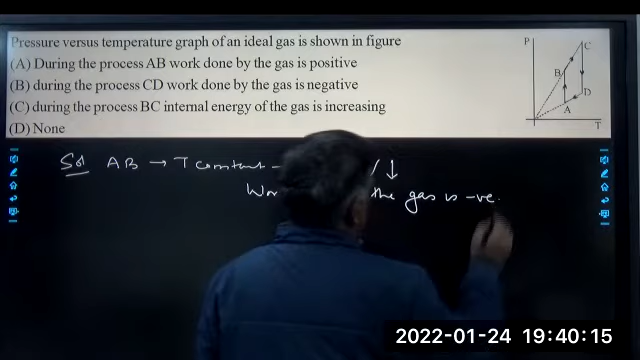 Pressure versus temperature graph of an ideal gas is shown in figure
(A) During the process AB work done by the gas is positive
(B) during the process CD work done by the gas is negative
(C) during the process BC internal energy of the gas is increasing
(D) None
P
C
B
D
A
T
Sol AB → T constant - ↓
the gas is -ve.
2022-01-24 19:40:15